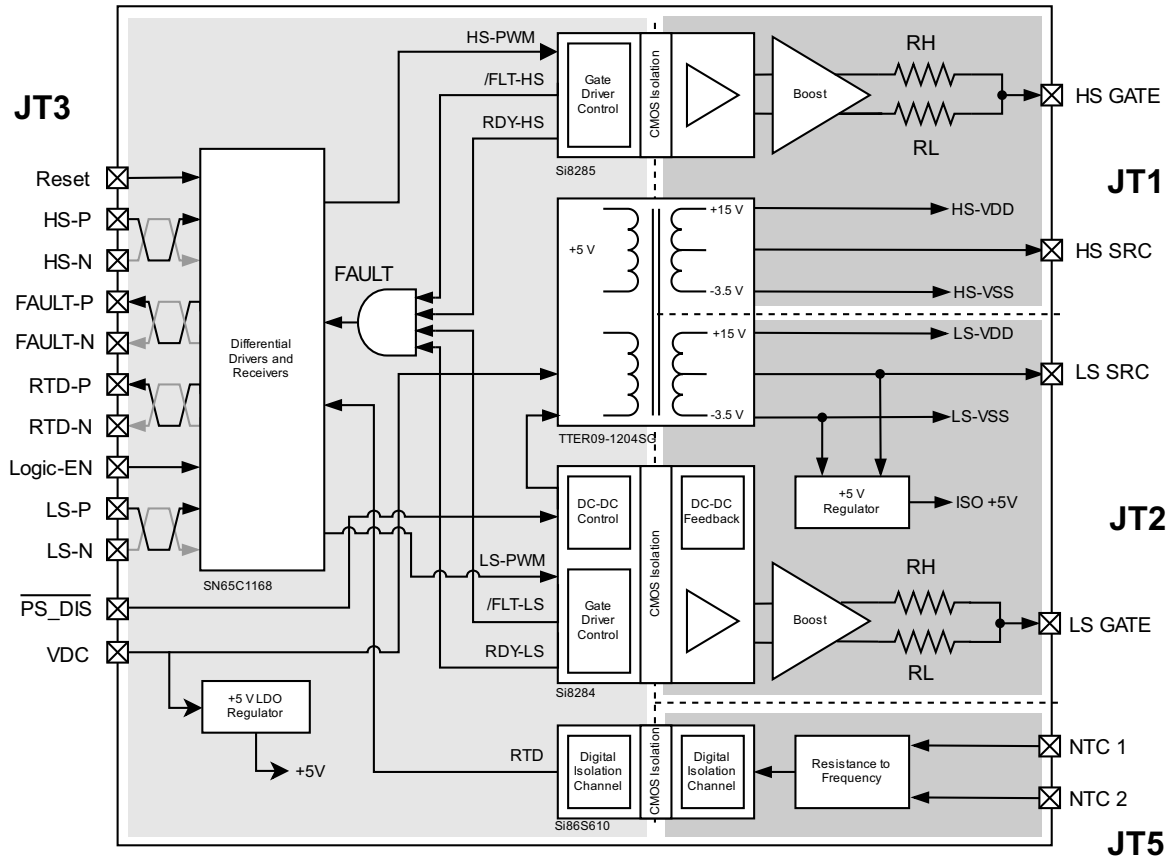 JT3
Reset
HS-P
HS-N
FAULT-P
FAULT-N
RTD-P
RTD-N
Logic-EN
LS-P
LS-N
PS_DIS
VDC
Differential
Drivers and
Receivers
SN65C1168
+5 V LDO
Regulator
+5V
FAULT
HS-PWM
/FLT-HS
RDY-HS
Gate
Driver
Control
CMOS Isolation
Si8285
Boost
RH
RL
HS GATE
JT1
+5 V
+15 V
-3.5 V
+15 V
-3.5 V
TTER09-1204SG
HS-VDD
HS SRC
HS-VSS
LS-VDD
LS SRC
LS-VSS
+5 V
Regulator
ISO +5V
JT2
DC-DC
Control
CMOS Isolation
DC-DC
Feedback
LS-PWM
/FLT-LS
RDY-LS
Gate
Driver
Control
Si8284
Boost
RH
RL
LS GATE
RTD
Digital
Isolation
Channel
CMOS Isolation
Digital
Isolation
Channel
Si86S610
Resistance to
Frequency
NTC 1
NTC 2
JT5